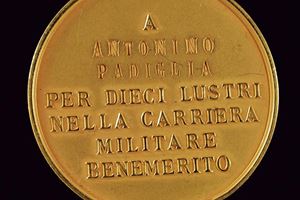 A
ANTONINO
PADIGLIA
PER DIECI LUSTRI
NELLA CARRIERA
MILITARE
BENEMERITO